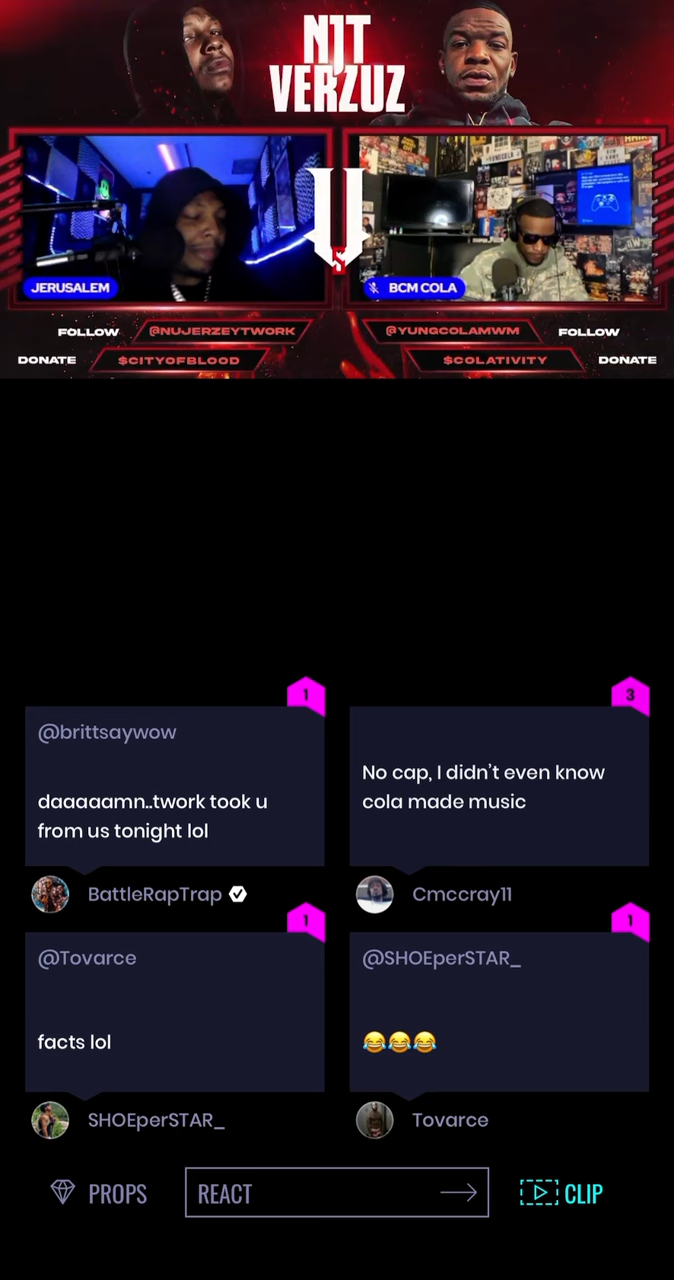 NJT
VERZUZ
JERUSALEM
BCM COLA
FOLLOW
@NUJERZEYTWORK
@YUNGCOLAMWM
FOLLOW
DONATE
$CITYOFBLOOD
$COLATIVITY
DONATE
1
@brittsaywow
daaaaamn..twork took u
from us tonight lol
BattleRapTrap
3
No cap, I didn’t even know
cola made music
Cmccray11
1
@Tovarce
facts lol
SHOEperSTAR_
1
@SHOEperSTAR_
😂😂😂
Tovarce
PROPS
REACT
CLIP